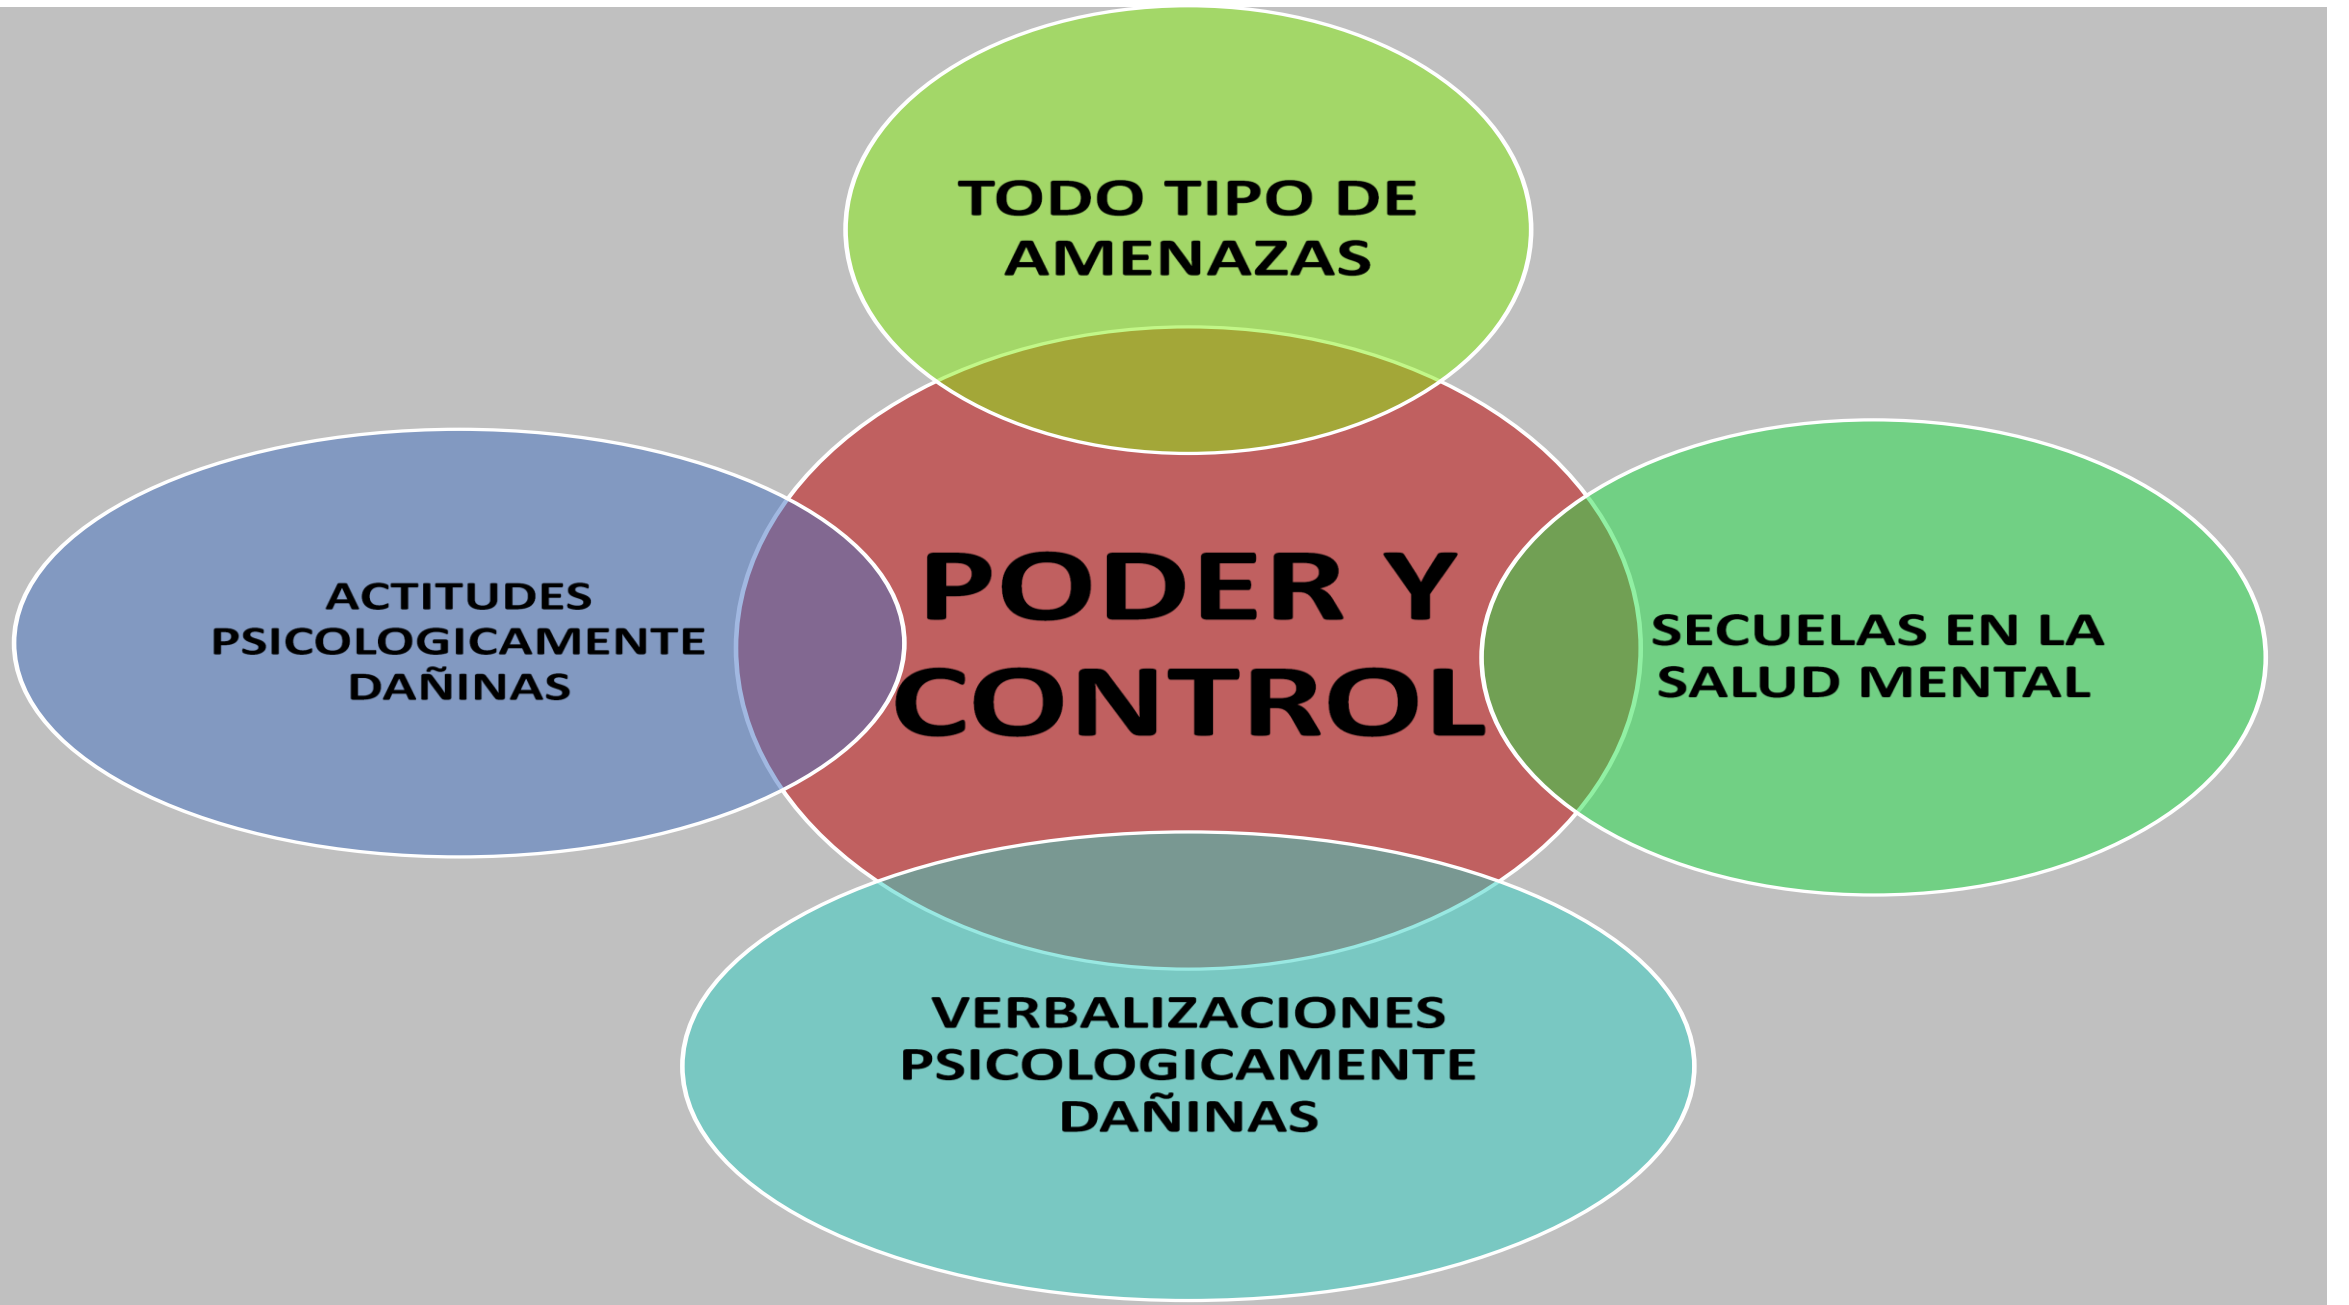 TODO TIPO DE
AMENAZAS
ACTITUDES
PSICOLOGICAMENTE
DAÑINAS
PODER Y
CONTROL
SECUELAS EN LA
SALUD MENTAL
VERBALIZACIONES
PSICOLOGICAMENTE
DAÑINAS